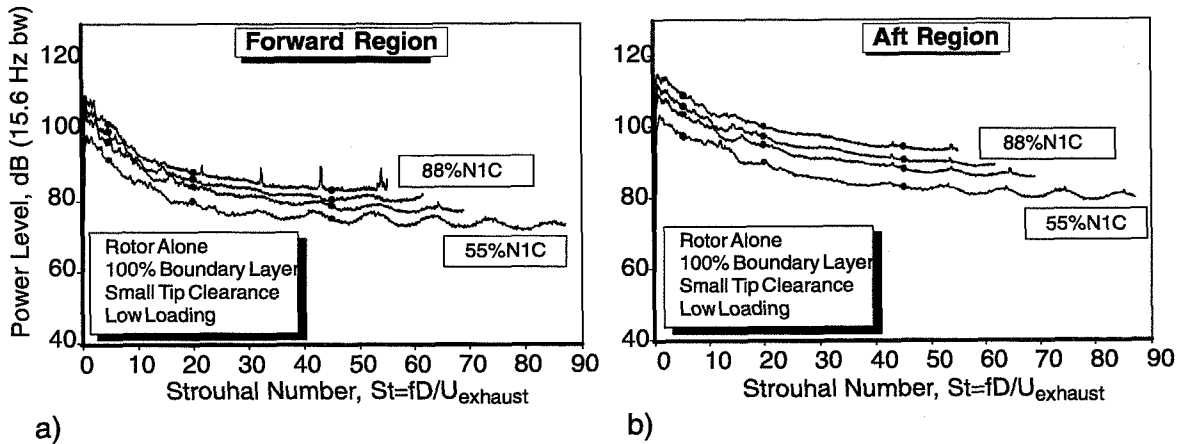 Power Level, dB (15.6 Hz bw)
120
100
80
60
40
Forward Region
88%N1C
55%N1C
Rotor Alone
100% Boundary Layer
Small Tip Clearance
Low Loading
0 10 20 30 40 50 60 70 80 90
Strouhal Number, St=fD/Uexhaust
a)
120
100
80
60
40
Aft Region
88%N1C
55%N1C
Rotor Alone
100% Boundary Layer
Small Tip Clearance
Low Loading
0 10 20 30 40 50 60 70 80 90
Strouhal Number, St=fD/Uexhaust
b)